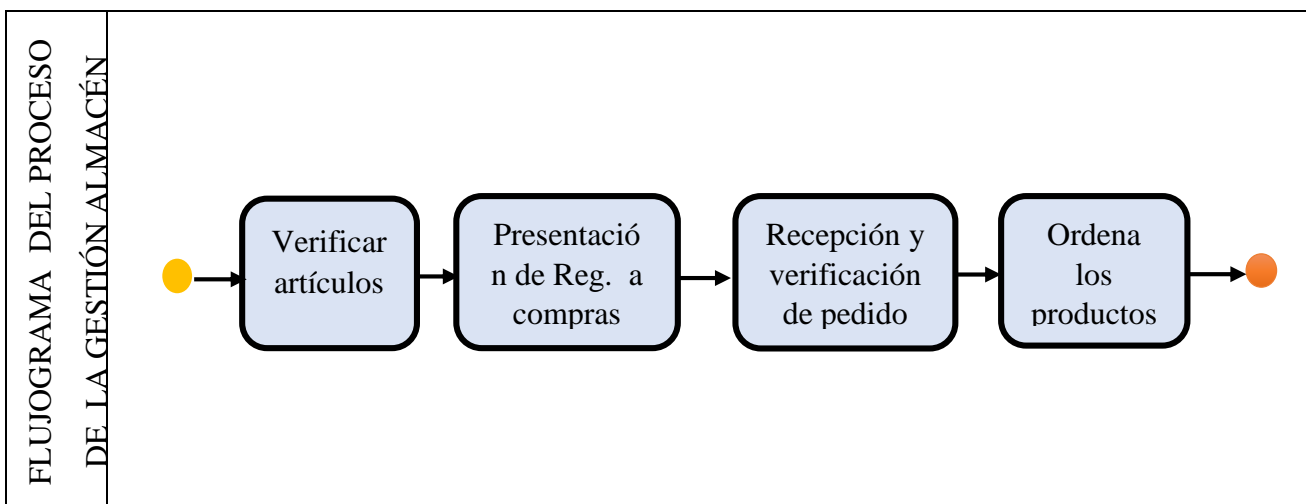 FLUJOGRAMA DEL PROCESO
DE LA GESTIÓN ALMACÉN
Verificar
artículos
Presentació
n de Reg. a
compras
Recepción y
verificación
de pedido
Ordena
los
productos